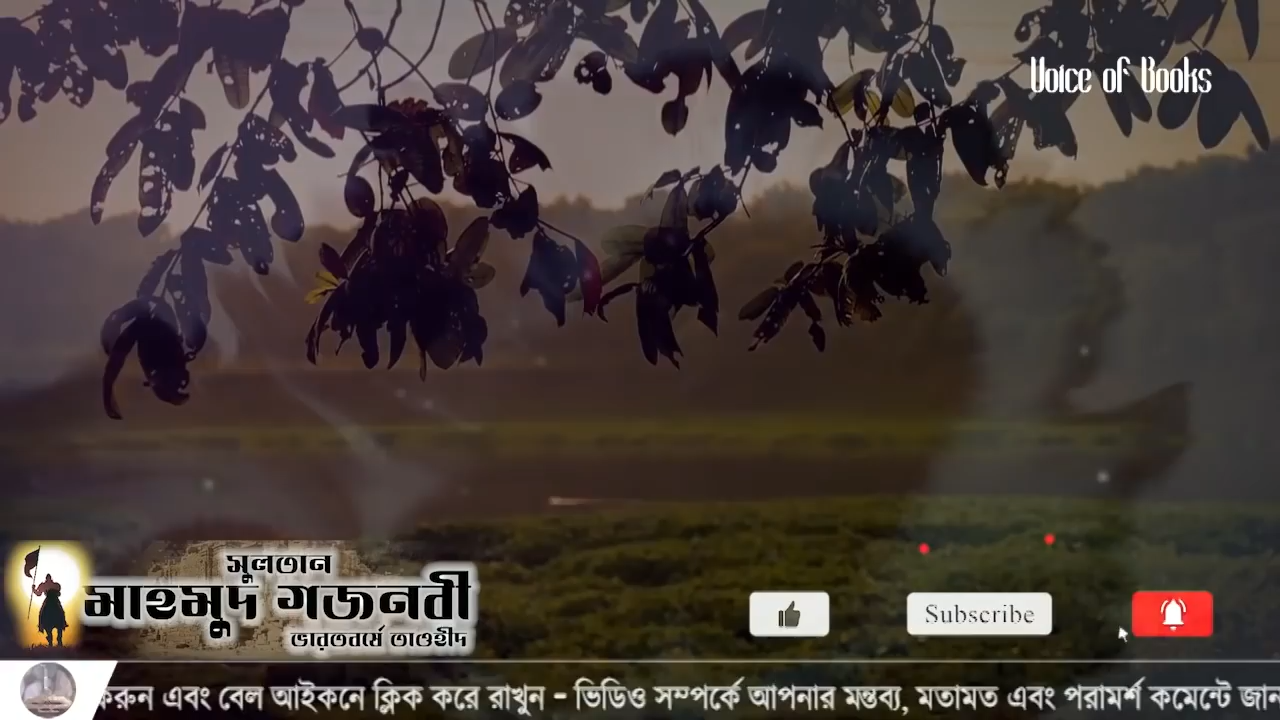 Voice of Books
সুলতান
মাহমুদ গজনবী
ভারতবর্ষে তাওহীদ
Subscribe
করুন এবং বেল আইকনে ক্লিক করে রাখুন - ভিডিও সম্পর্কে আপনার মন্তব্য, মতামত এবং পরামর্শ কমেন্টে জান